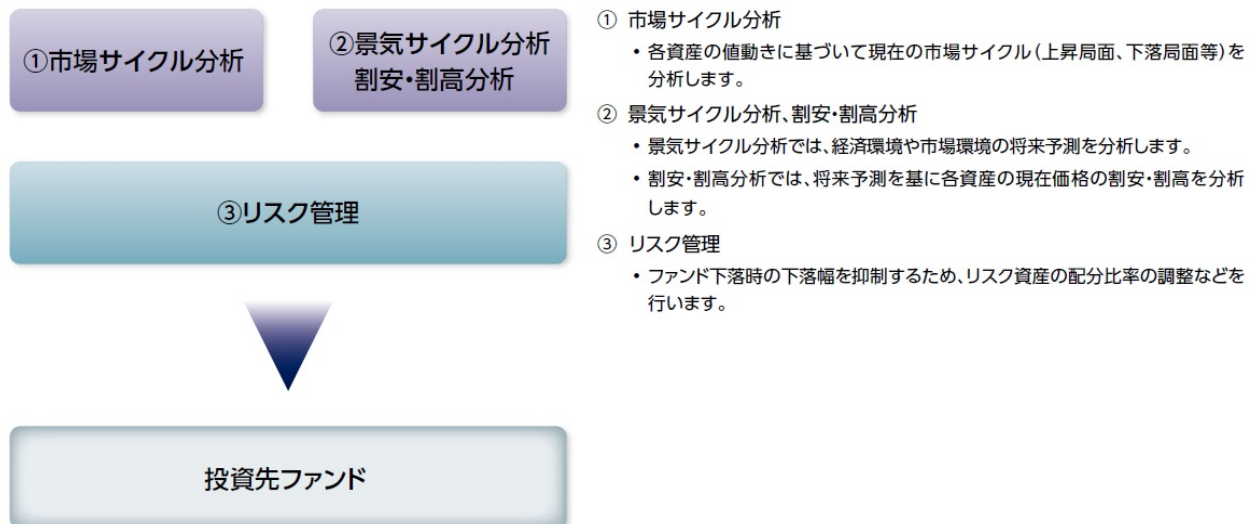 ①市場サイクル分析
②景気サイクル分析
割安・割高分析
③リスク管理
投資先ファンド
① 市場サイクル分析
• 各資産の値動きに基づいて現在の市場サイクル(上昇局面、下落局面等)を
分析します。
② 景気サイクル分析、割安・割高分析
• 景気サイクル分析では、経済環境や市場環境の将来予測を分析します。
• 割安・割高分析では、将来予測を基に各資産の現在価格の割安・割高を分析
します。
③ リスク管理
• ファンド下落時の下落幅を抑制するため、リスク資産の配分比率の調整などを
行います。